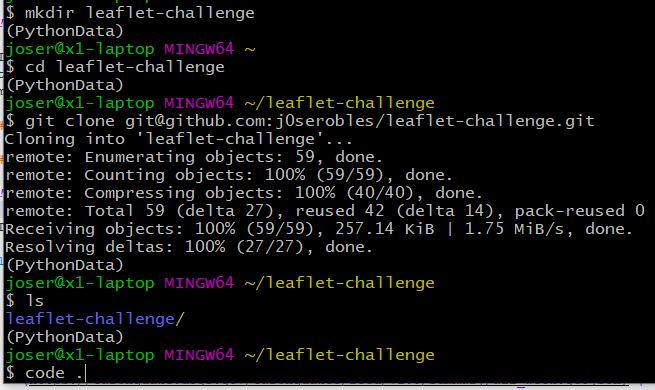 $ mkdir leaflet-challenge
(PythonData)
joser@x1-laptop MINGW64 ~
$ cd leaflet-challenge
(PythonData)
joser@x1-laptop MINGW64 ~/leaflet-challenge
$ git clone git@github.com:j0serobles/leaflet-challenge.git
Cloning into 'leaflet-challenge'...
remote: Enumerating objects: 59, done.
remote: Counting objects: 100% (59/59), done.
remote: Compressing objects: 100% (40/40), done.
remote: Total 59 (delta 27), reused 42 (delta 14), pack-reused 0
Receiving objects: 100% (59/59), 257.14 KiB | 1.75 MiB/s, done.
Resolving deltas: 100% (27/27), done.
(PythonData)
joser@x1-laptop MINGW64 ~/leaflet-challenge
$ ls
leaflet-challenge/
(PythonData)
joser@x1-laptop MINGW64 ~/leaflet-challenge
$ code .